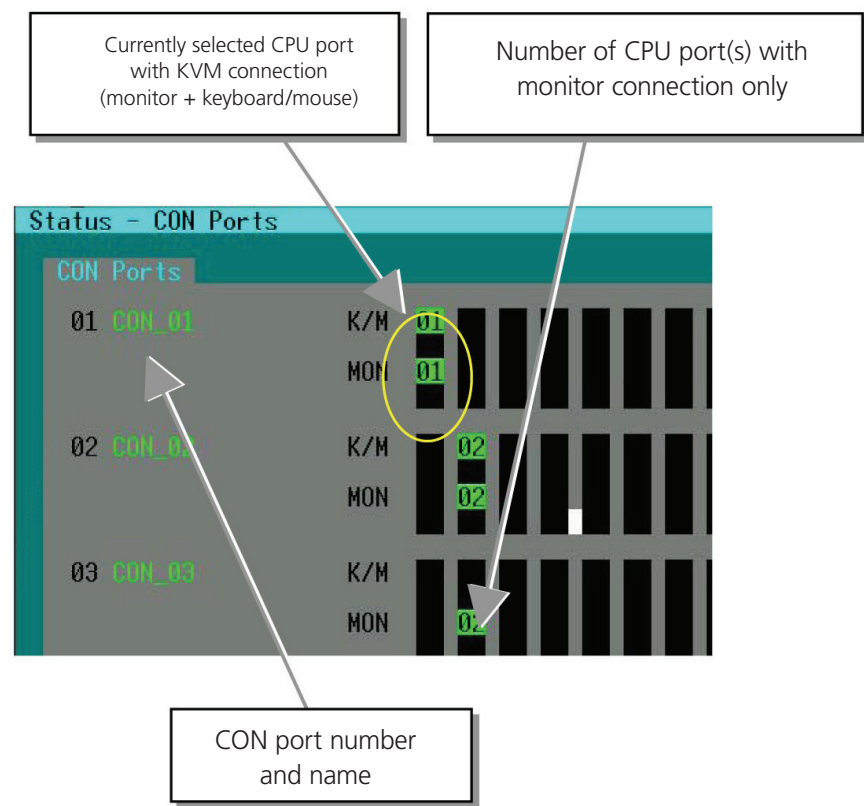 Currently selected CPU port
with KVM connection
(monitor + keyboard/mouse)
Number of CPU port(s) with
monitor connection only
Status - CON Ports
CON Ports
01 CON_01 K/M 01
MON 01
02 CON_02 K/M 02
MON 02
03 CON_03 K/M
MON 02
CON port number
and name